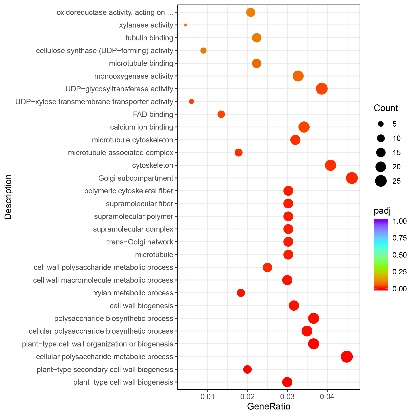 oxidoreductase activity, acting on ...
xylanase activity
tubulin binding
cellulose synthase (UDP−forming) activity
microtubule binding
monooxygenase activity
UDP−glycosyltransferase activity
UDP−xylose transmembrane transporter activity
FAD binding
calcium ion binding
microtubule cytoskeleton
microtubule associated complex
cytoskeleton
Golgi subcompartment
polymeric cytoskeletal fiber
supramolecular fiber
supramolecular polymer
supramolecular complex
trans−Golgi network
microtubule
cell wall polysaccharide metabolic process
cell wall macromolecule metabolic process
xylan metabolic process
cell wall biogenesis
polysaccharide biosynthetic process
cellular polysaccharide biosynthetic process
plant−type cell wall organization or biogenesis
cellular polysaccharide metabolic process
plant−type secondary cell wall biogenesis
plant−type cell wall biogenesis
Description
0.01 0.02 0.03 0.04
GeneRatio
Count
5
10
15
20
25
padj
1.00
0.75
0.50
0.25
0.00